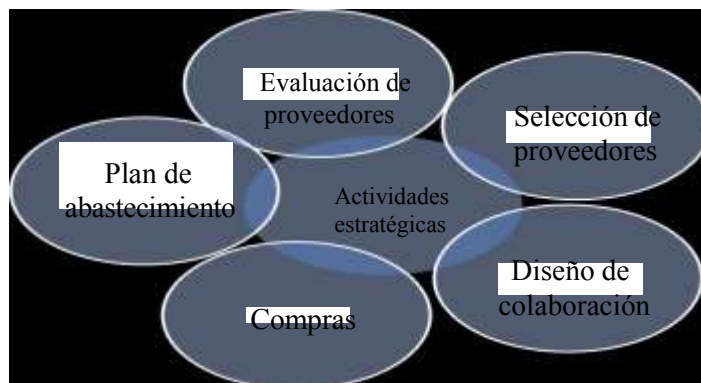 Evaluación de
proveedores
Selección de
proveedores
Plan de
abastecimiento
Actividades
estratégicas
Diseño de
colaboración
Compras